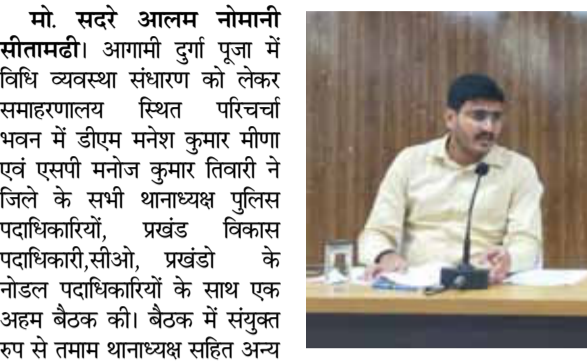 मो. सदरे आलम नोमानी
सीतामढी। आगामी दुर्गा पूजा में
विधि व्यवस्था संधारण को लेकर
समाहरणालय स्थित परिचर्चा
भवन में डीएम मनेश कुमार मीणा
एवं एसपी मनोज कुमार तिवारी ने
जिले के सभी थानाध्यक्ष पुलिस
पदाधिकारियों, प्रखंड विकास
पदाधिकारी,सीओ, प्रखंडो के
नोडल पदाधिकारियों के साथ एक
अहम बैठक की। बैठक में संयुक्त
रुप से तमाम थानाध्यक्ष सहित अन्य